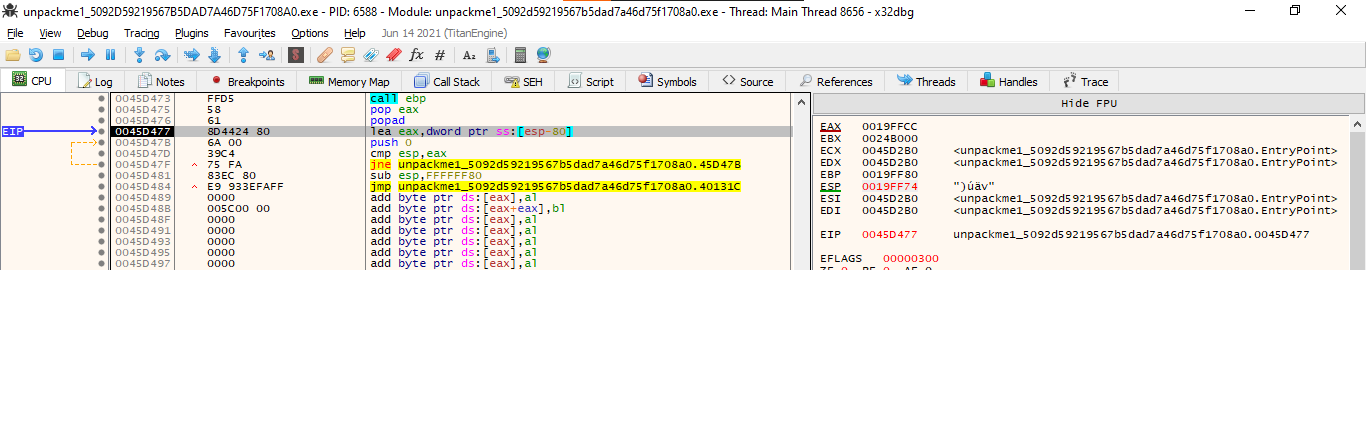 unpackme1_5092D59219567B5DAD7A46D75F1708A0.exe - PID: 6588 - Module: unpackme1_5092d59219567b5dad7a46d75f1708a0.exe - Thread: Main Thread 8656 - x32dbg
File View Debug Tracing Plugins Favourites Options Help Jun 14 2021 (TitanEngine)
CPU Log Notes Breakpoints Memory Map Call Stack SEH Script Symbols Source References Threads Handles Trace
0045D473 FFD5 call ebp
0045D475 58 pop eax
0045D476 61 popad
EIP 0045D477 8D4424 80 lea eax,dword ptr ss:[esp-80]
0045D47B 6A 00 push 0
0045D47D 39C4 cmp esp,eax
0045D47F 75 FA jne unpackme1_5092d59219567b5dad7a46d75f1708a0.45D47B
0045D481 83EC 80 sub esp,FFFFFF80
0045D484 E9 933EFAFF jmp unpackme1_5092d59219567b5dad7a46d75f1708a0.40131C
0045D489 0000 add byte ptr ds:[eax],al
0045D48B 005C00 00 add byte ptr ds:[eax+eax],bl
0045D48F 0000 add byte ptr ds:[eax],al
0045D491 0000 add byte ptr ds:[eax],al
0045D493 0000 add byte ptr ds:[eax],al
0045D495 0000 add byte ptr ds:[eax],al
0045D497 0000 add byte ptr ds:[eax],al
Hide FPU
EAX 0019FFCC
EBX 0024B000
ECX 0045D2B0 <unpackme1_5092d59219567b5dad7a46d75f1708a0.EntryPoint>
EDX 0045D2B0 <unpackme1_5092d59219567b5dad7a46d75f1708a0.EntryPoint>
EBP 0019FF80
ESP 0019FF74 ")úäv"
ESI 0045D2B0 <unpackme1_5092d59219567b5dad7a46d75f1708a0.EntryPoint>
EDI 0045D2B0 <unpackme1_5092d59219567b5dad7a46d75f1708a0.EntryPoint>
EIP 0045D477 unpackme1_5092d59219567b5dad7a46d75f1708a0.0045D477
EFLAGS 00000300